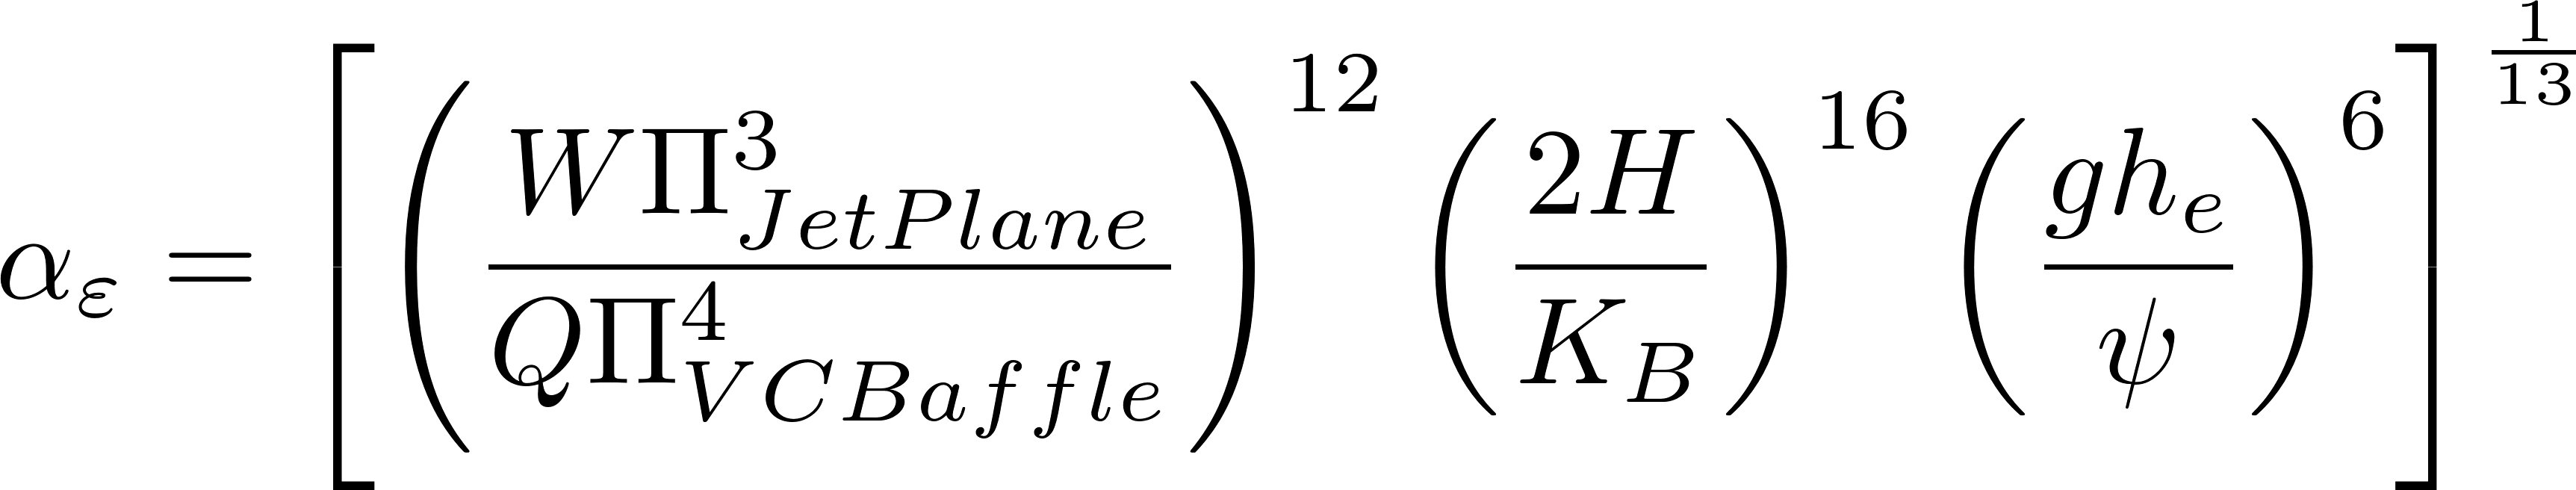 α_ε = [ ( WΠ^3_{JetPlane} / QΠ^4_{VCBaffle} )^{12} ( 2H / K_B )^{16} ( gh_e / ψ )^6 ]^{1/13}